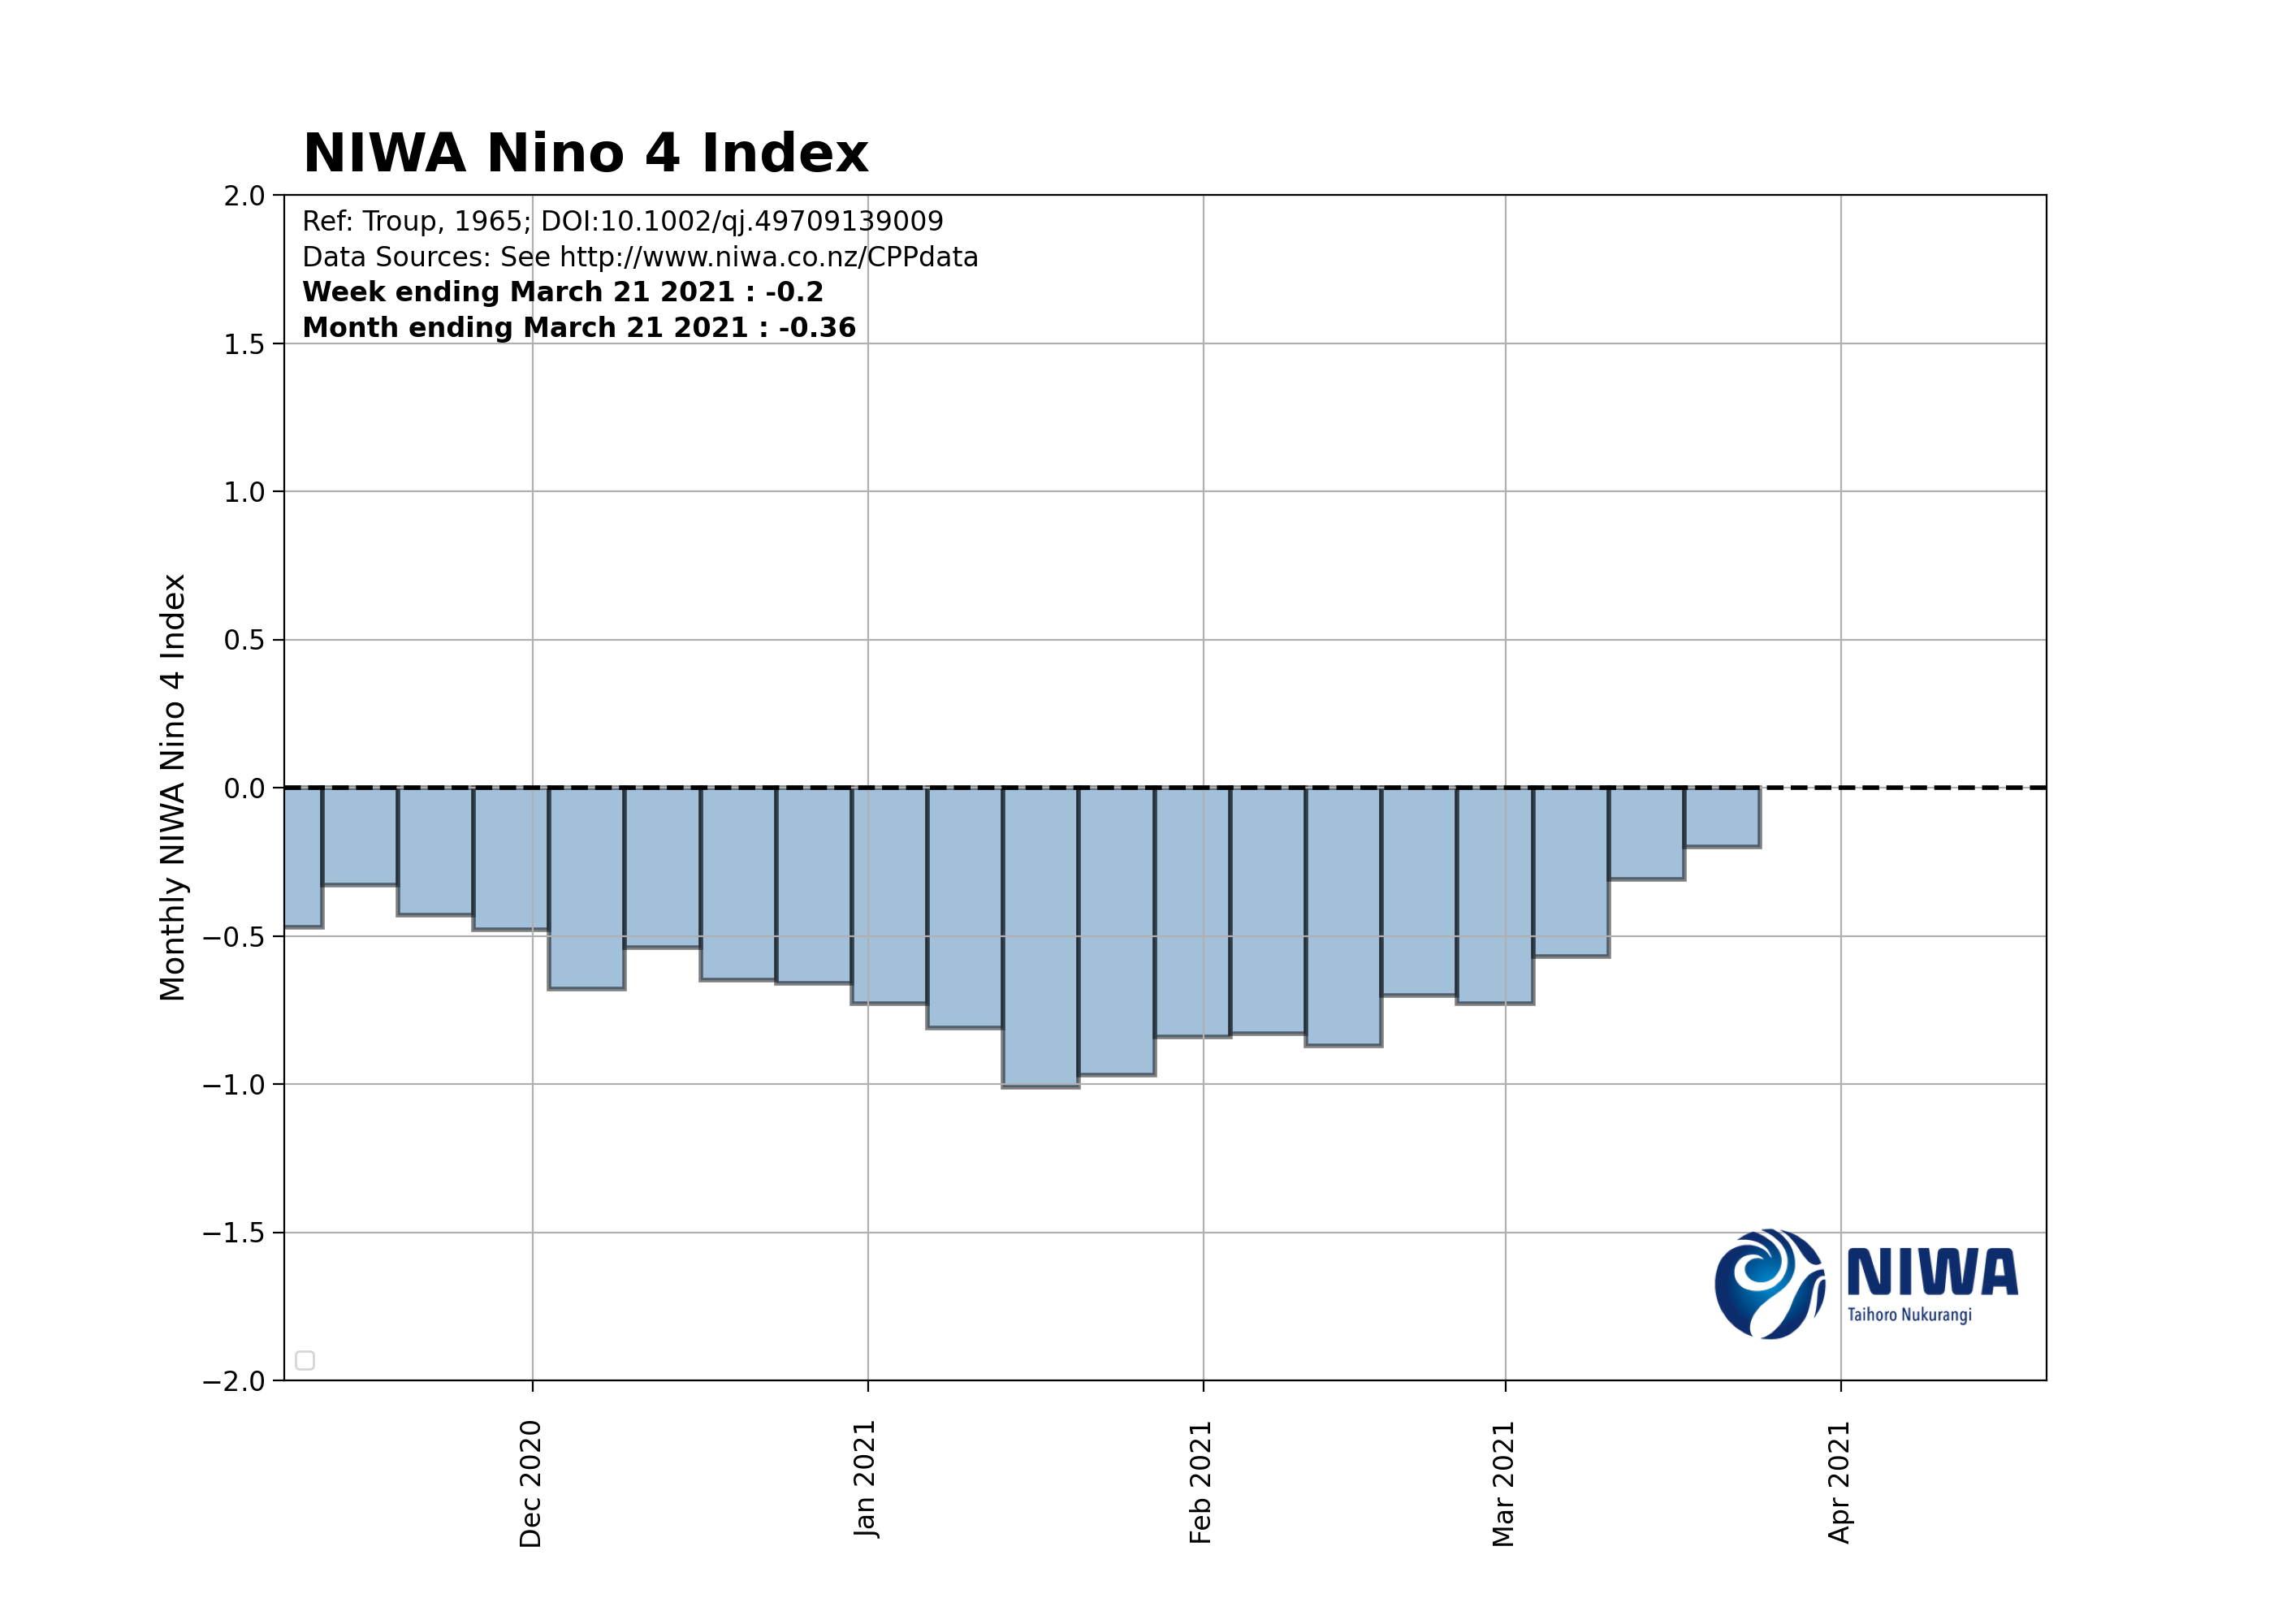 NIWA Nino 4 Index
Ref: Troup, 1965; DOI:10.1002/qj.49709139009
Data Sources: See http://www.niwa.co.nz/CPPdata
Week ending March 21 2021 : -0.2
Month ending March 21 2021 : -0.36
Monthly NIWA Nino 4 Index
2.0
1.5
1.0
0.5
0.0
−0.5
−1.0
−1.5
−2.0
NIWA
Taihoro Nukurangi
Dec 2020
Jan 2021
Feb 2021
Mar 2021
Apr 2021